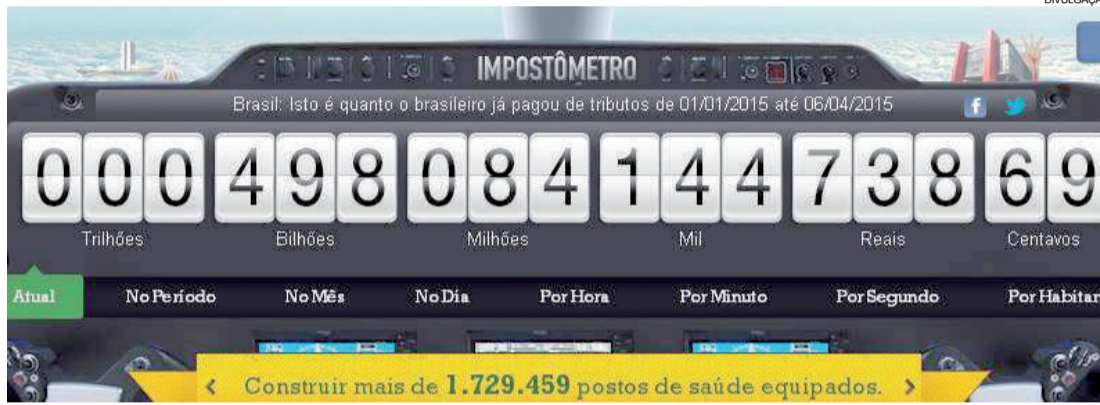 DIVULGAÇÃ
IMPOSTÔMETRO
Brasil: Isto é quanto o brasileiro já pagou de tributos de 01/01/2015 até 06/04/2015
000 498 084 144 738 69
Trilhões Bilhões Milhões Mil Reais Centavos
Atual No Período No Mês No Dia Por Hora Por Minuto Por Segundo Por Habitan
‹ Construir mais de 1.729.459 postos de saúde equipados. ›